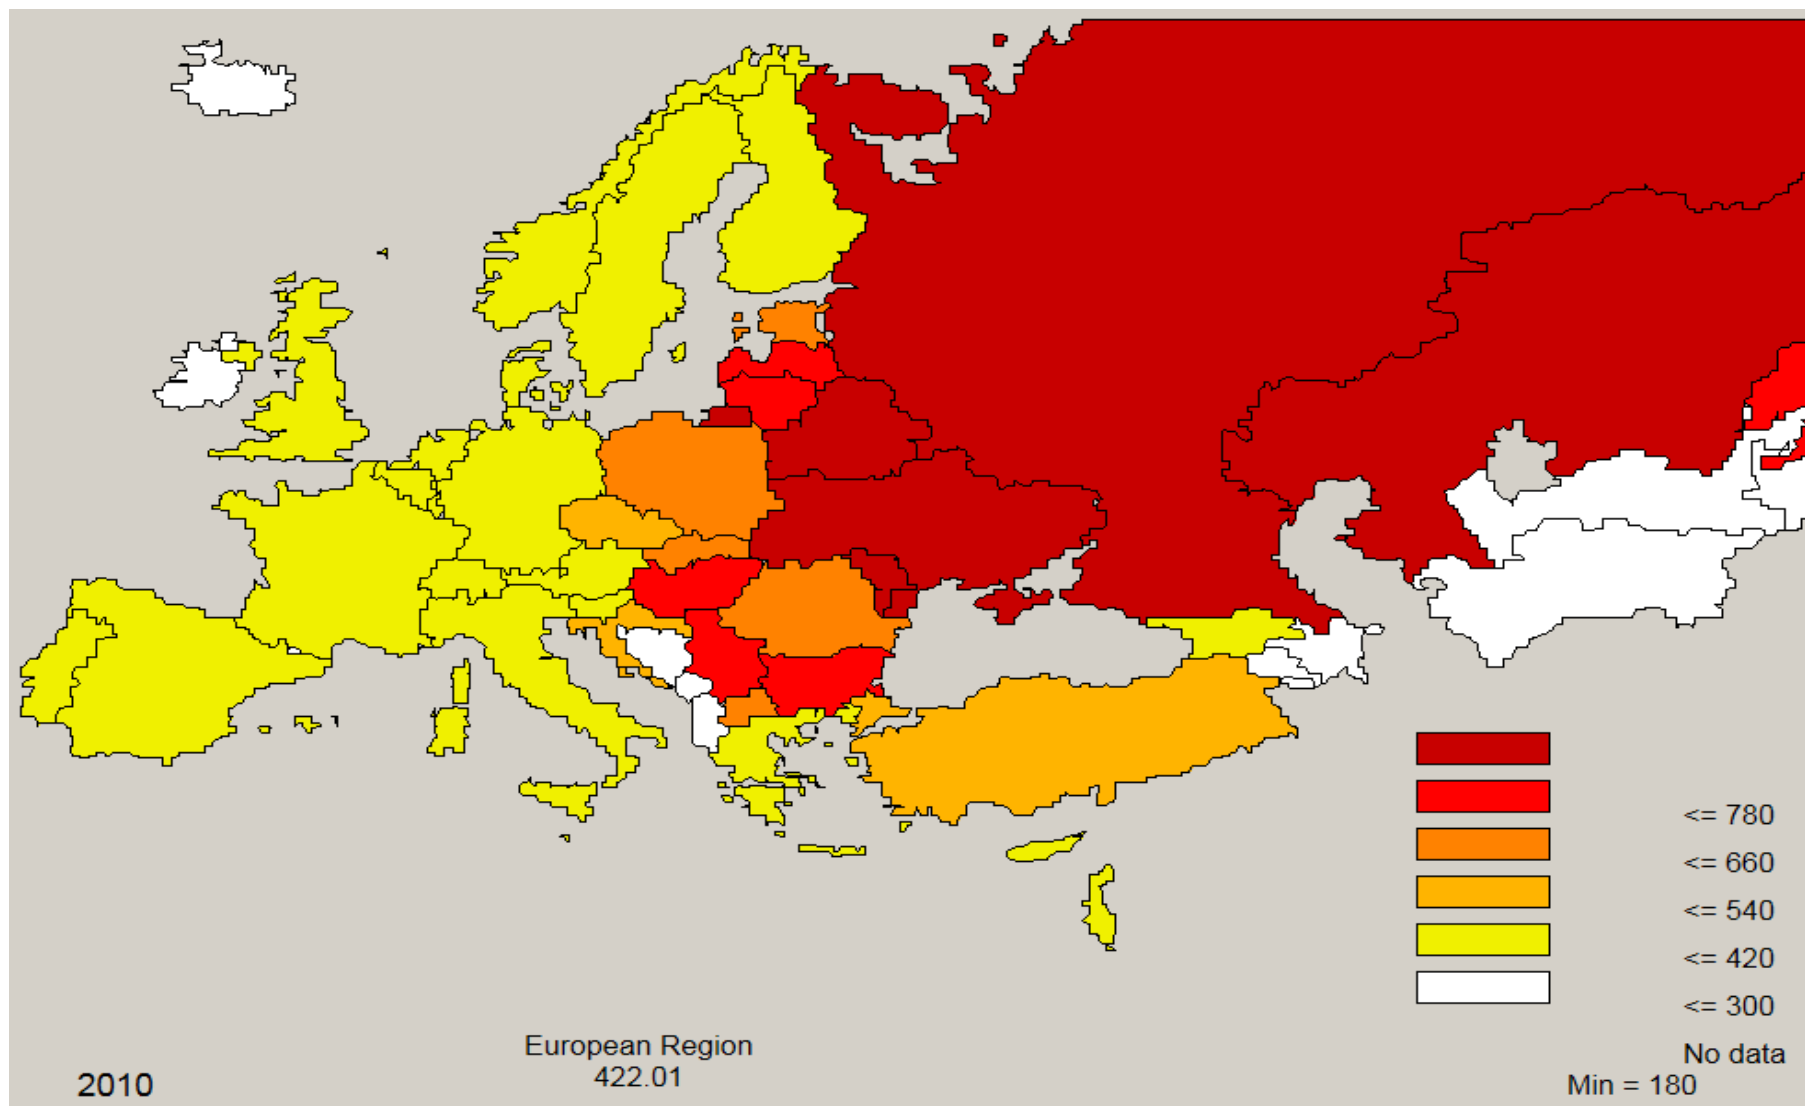 <= 780
<= 660
<= 540
<= 420
<= 300
No data
European Region
422.01
2010
Min = 180